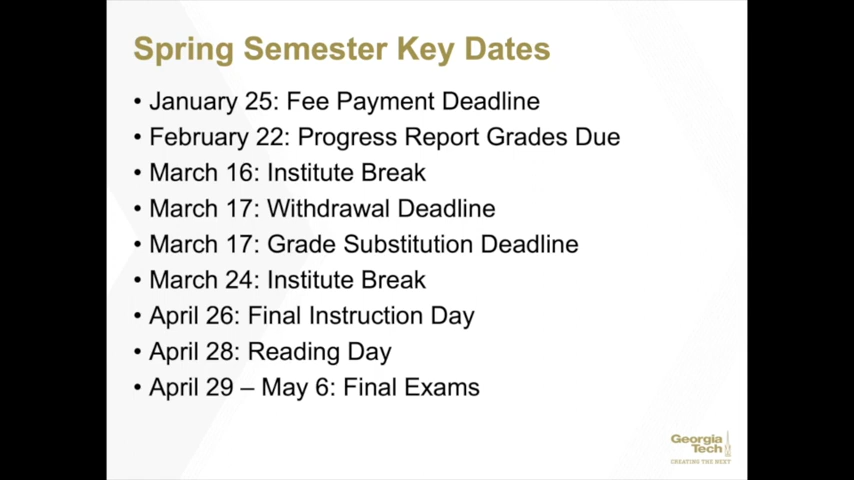 Spring Semester Key Dates
• January 25: Fee Payment Deadline
• February 22: Progress Report Grades Due
• March 16: Institute Break
• March 17: Withdrawal Deadline
• March 17: Grade Substitution Deadline
• March 24: Institute Break
• April 26: Final Instruction Day
• April 28: Reading Day
• April 29 – May 6: Final Exams
Georgia
Tech
CREATING THE NEXT